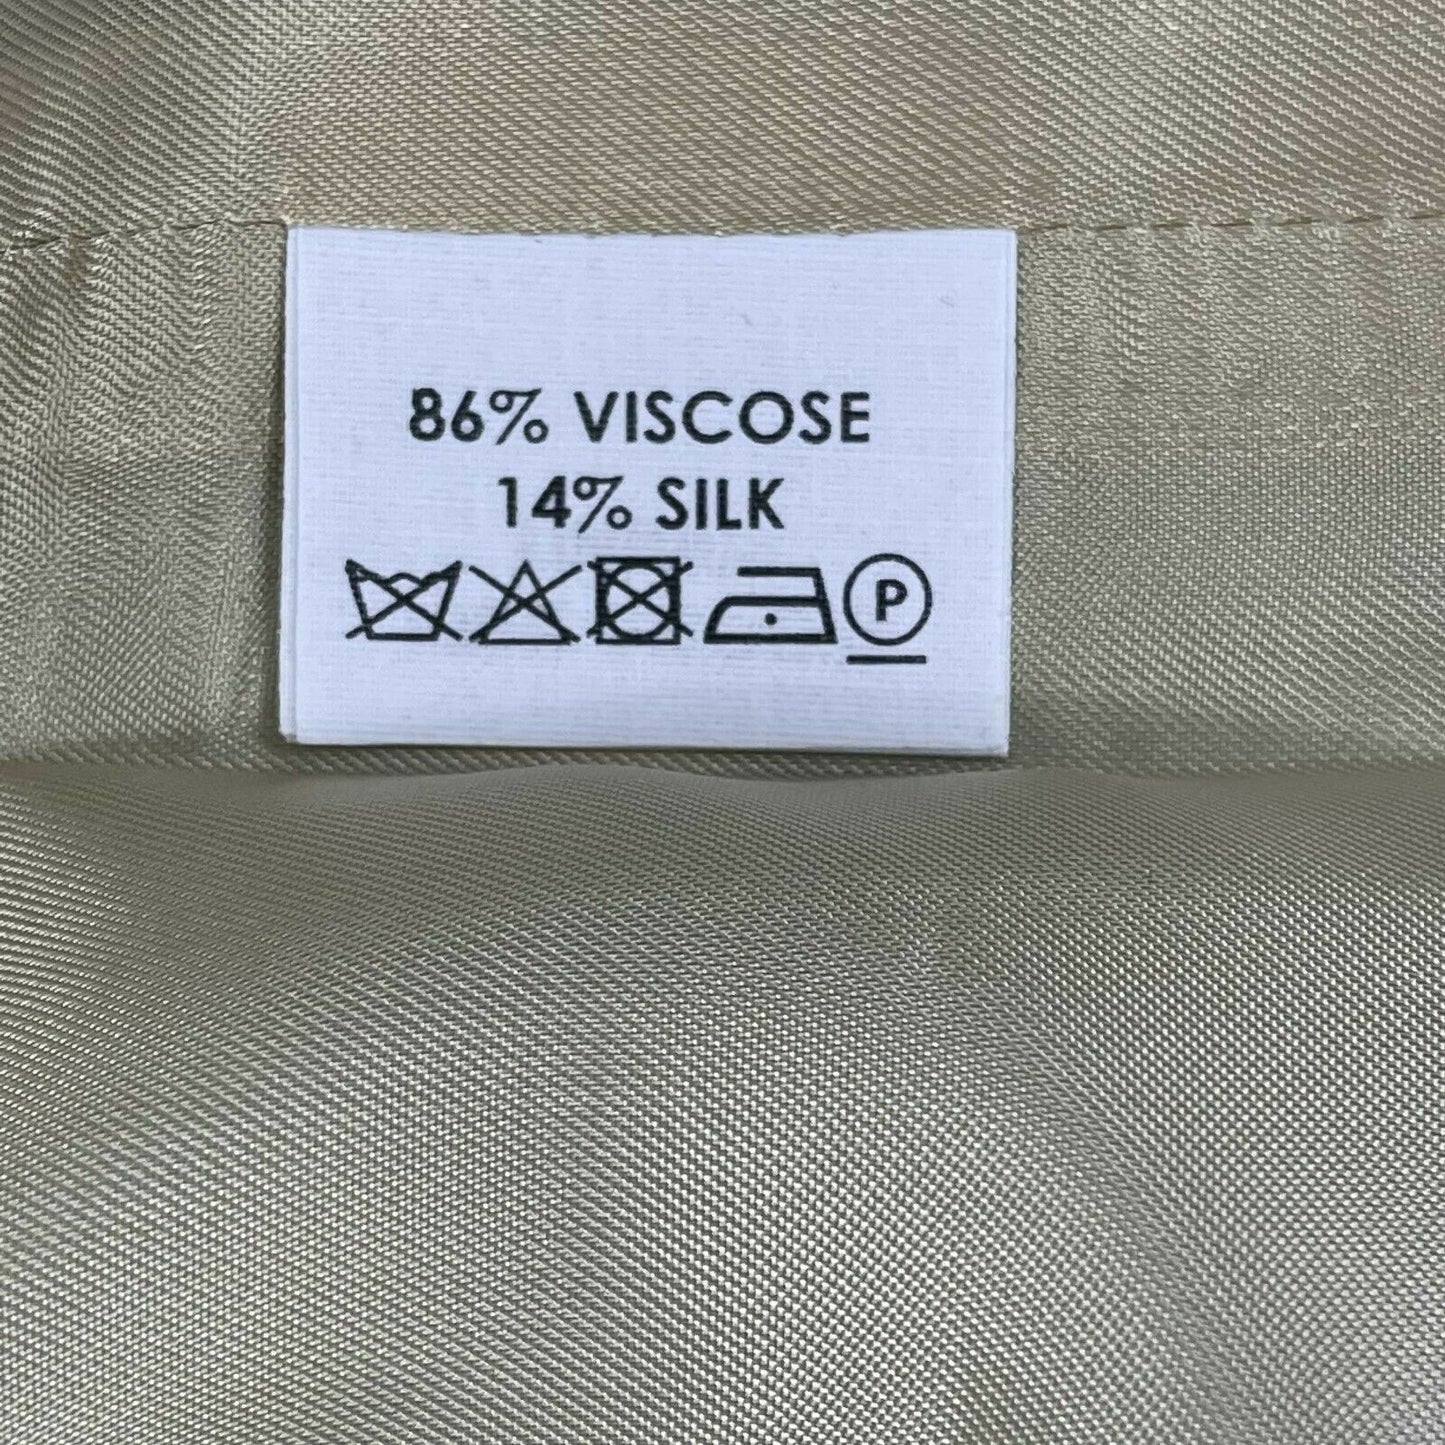 86% VISCOSE
14% SILK
P